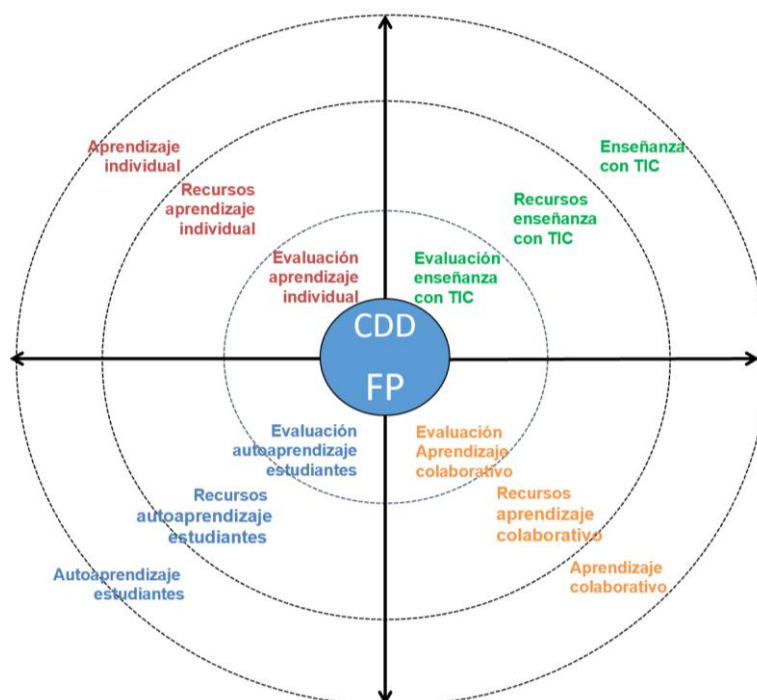 Aprendizaje
individual
Recursos
aprendizaje
individual
Evaluación
aprendizaje
individual
Enseñanza
con TIC
Recursos
enseñanza
con TIC
Evaluación
enseñanza
con TIC
CDD
FP
Evaluación
autoaprendizaje
estudiantes
Recursos
autoaprendizaje
estudiantes
Autoaprendizaje
estudiantes
Evaluación
Aprendizaje
colaborativo
Recursos
aprendizaje
colaborativo
Aprendizaje
colaborativo